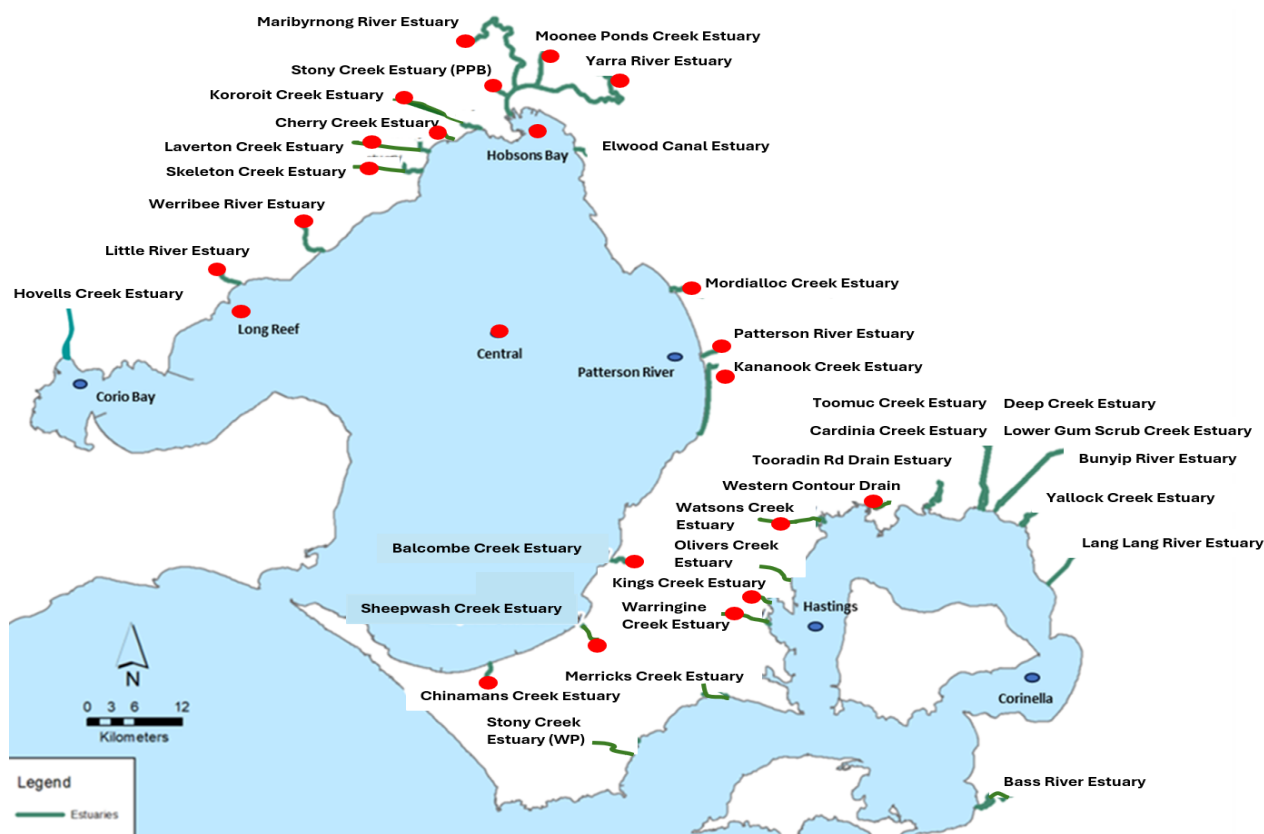 Maribyrnong River Estuary
Moonee Ponds Creek Estuary
Yarra River Estuary
Stony Creek Estuary (PPB)
Kororoit Creek Estuary
Cherry Creek Estuary
Laverton Creek Estuary
Elwood Canal Estuary
Hobsons Bay
Skeleton Creek Estuary
Werribee River Estuary
Little River Estuary
Hovells Creek Estuary
Mordialloc Creek Estuary
Long Reef
Central
Patterson River Estuary
Patterson River
Kananook Creek Estuary
Corio Bay
Toomuc Creek Estuary
Deep Creek Estuary
Cardinia Creek Estuary
Lower Gum Scrub Creek Estuary
Tooradin Rd Drain Estuary
Bunyip River Estuary
Western Contour Drain
Yallock Creek Estuary
Watsons Creek
Estuary
Lang Lang River Estuary
Balcombe Creek Estuary
Olivers Creek
Estuary
Kings Creek Estuary
Sheepwash Creek Estuary
Warringine
Creek Estuary
Hastings
Merricks Creek Estuary
Chinamans Creek Estuary
Corinella
Stony Creek
Estuary (WP)
Bass River Estuary
N
0 3 6 12
Kilometers
Legend
Estuaries